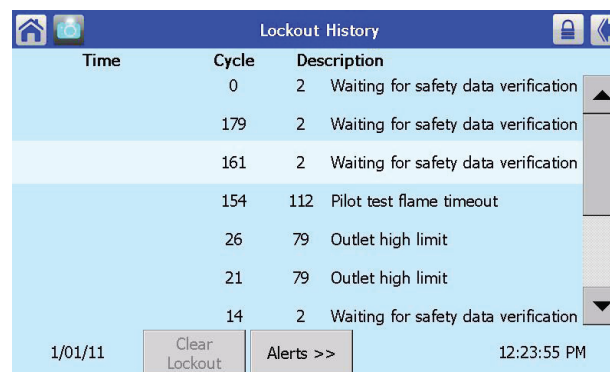 Lockout History
Time Cycle Description
0 2 Waiting for safety data verification
179 2 Waiting for safety data verification
161 2 Waiting for safety data verification
154 112 Pilot test flame timeout
26 79 Outlet high limit
21 79 Outlet high limit
14 2 Waiting for safety data verification
1/01/11 Clear Lockout Alerts >> 12:23:55 PM